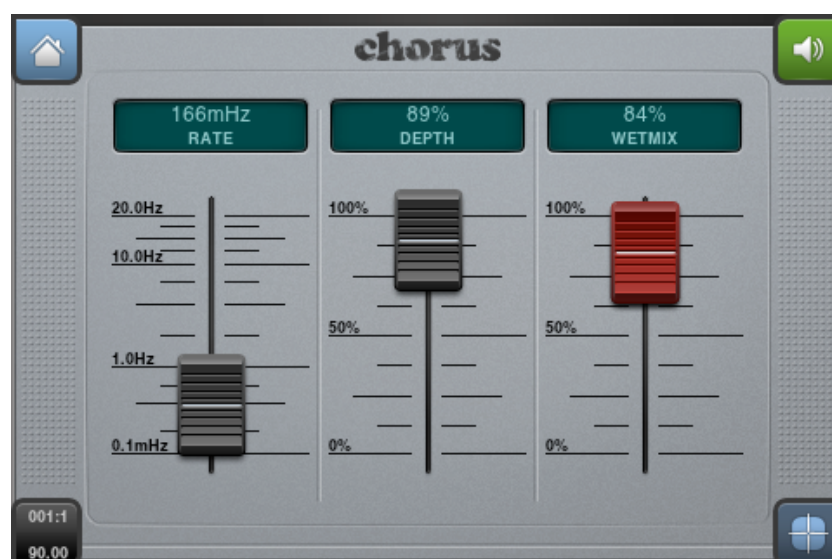 chorus
166mHz
RATE
89%
DEPTH
84%
WETMIX
20.0Hz
10.0Hz
1.0Hz
0.1mHz
100%
50%
0%
100%
50%
0%
001:1
90.00